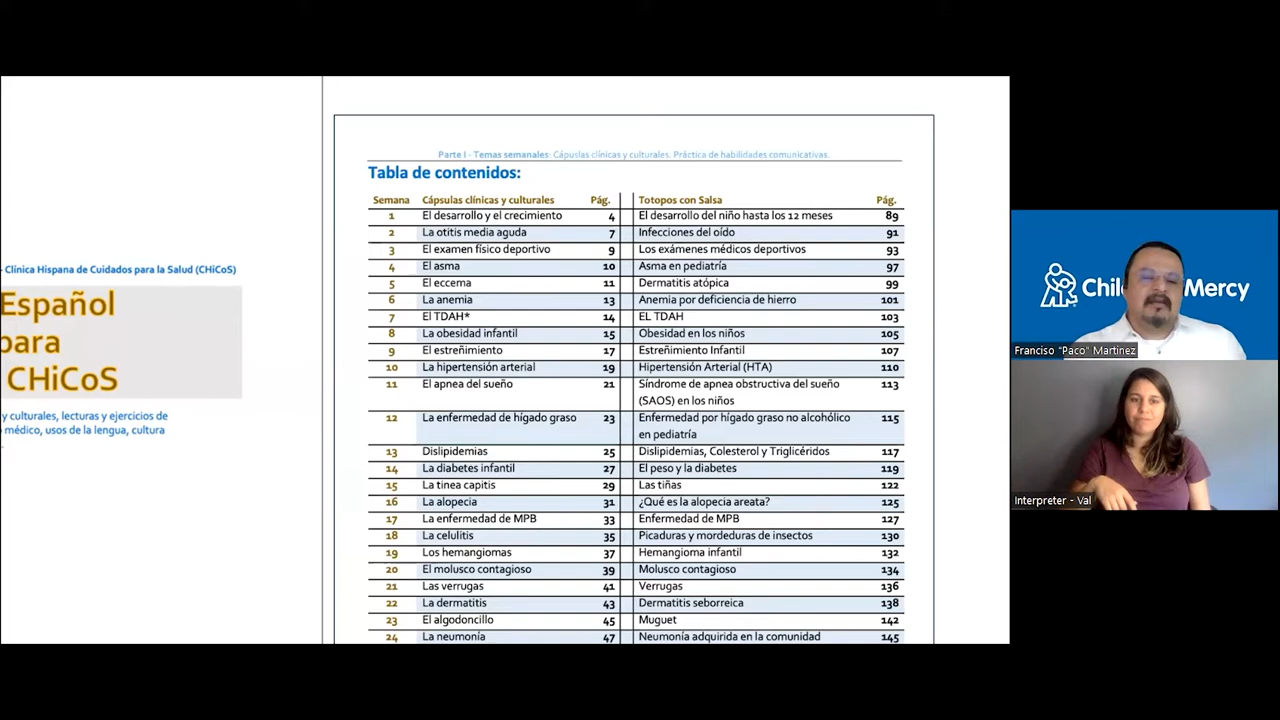 - Clínica Hispana de Cuidados para la Salud (CHiCoS)
Español
para
CHiCoS
y culturales, lecturas y ejercicios de
médico, usos de la lengua, cultura
Parte I - Temas semanales: Cápuslas clínicas y culturales. Práctica de habilidades comunicativas.
Tabla de contenidos:
Semana Cápsulas clínicas y culturales Pág. Totopos con Salsa Pág.
1 El desarrollo y el crecimiento 4 El desarrollo del niño hasta los 12 meses 89
2 La otitis media aguda 7 Infecciones del oído 91
3 El examen físico deportivo 9 Los exámenes médicos deportivos 93
4 El asma 10 Asma en pediatría 97
5 El eccema 11 Dermatitis atópica 99
6 La anemia 13 Anemia por deficiencia de hierro 101
7 El TDAH* 14 EL TDAH 103
8 La obesidad infantil 15 Obesidad en los niños 105
9 El estreñimiento 17 Estreñimiento Infantil 107
10 La hipertensión arterial 19 Hipertensión Arterial (HTA) 110
11 El apnea del sueño 21 Síndrome de apnea obstructiva del sueño 113
(SAOS) en los niños
12 La enfermedad de hígado graso 23 Enfermedad por hígado graso no alcohólico 115
en pediatría
13 Dislipidemias 25 Dislipidemias, Colesterol y Triglicéridos 117
14 La diabetes infantil 27 El peso y la diabetes 119
15 La tinea capitis 29 Las tiñas 122
16 La alopecia 31 ¿Qué es la alopecia areata? 125
17 La enfermedad de MPB 33 Enfermedad de MPB 127
18 La celulitis 35 Picaduras y mordeduras de insectos 130
19 Los hemangiomas 37 Hemangioma infantil 132
20 El molusco contagioso 39 Molusco contagioso 134
21 Las verrugas 41 Verrugas 136
22 La dermatitis 43 Dermatitis seborreica 138
23 El algodoncillo 45 Muguet 142
24 La neumonía 47 Neumonía adquirida en la comunidad 145
Chil Mercy
Franciso "Paco" Martinez
Interpreter - Val